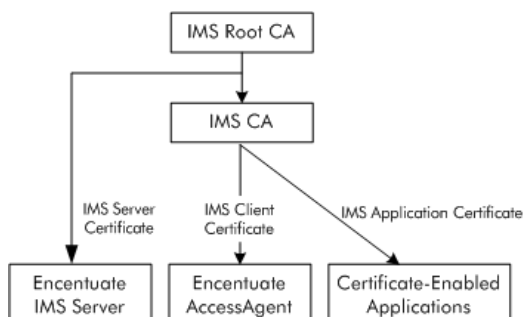 IMS Root CA
IMS CA
IMS Server
Certificate
IMS Client
Certificate
IMS Application Certificate
Encentuate
IMS Server
Encentuate
AccessAgent
Certificate-Enabled
Applications